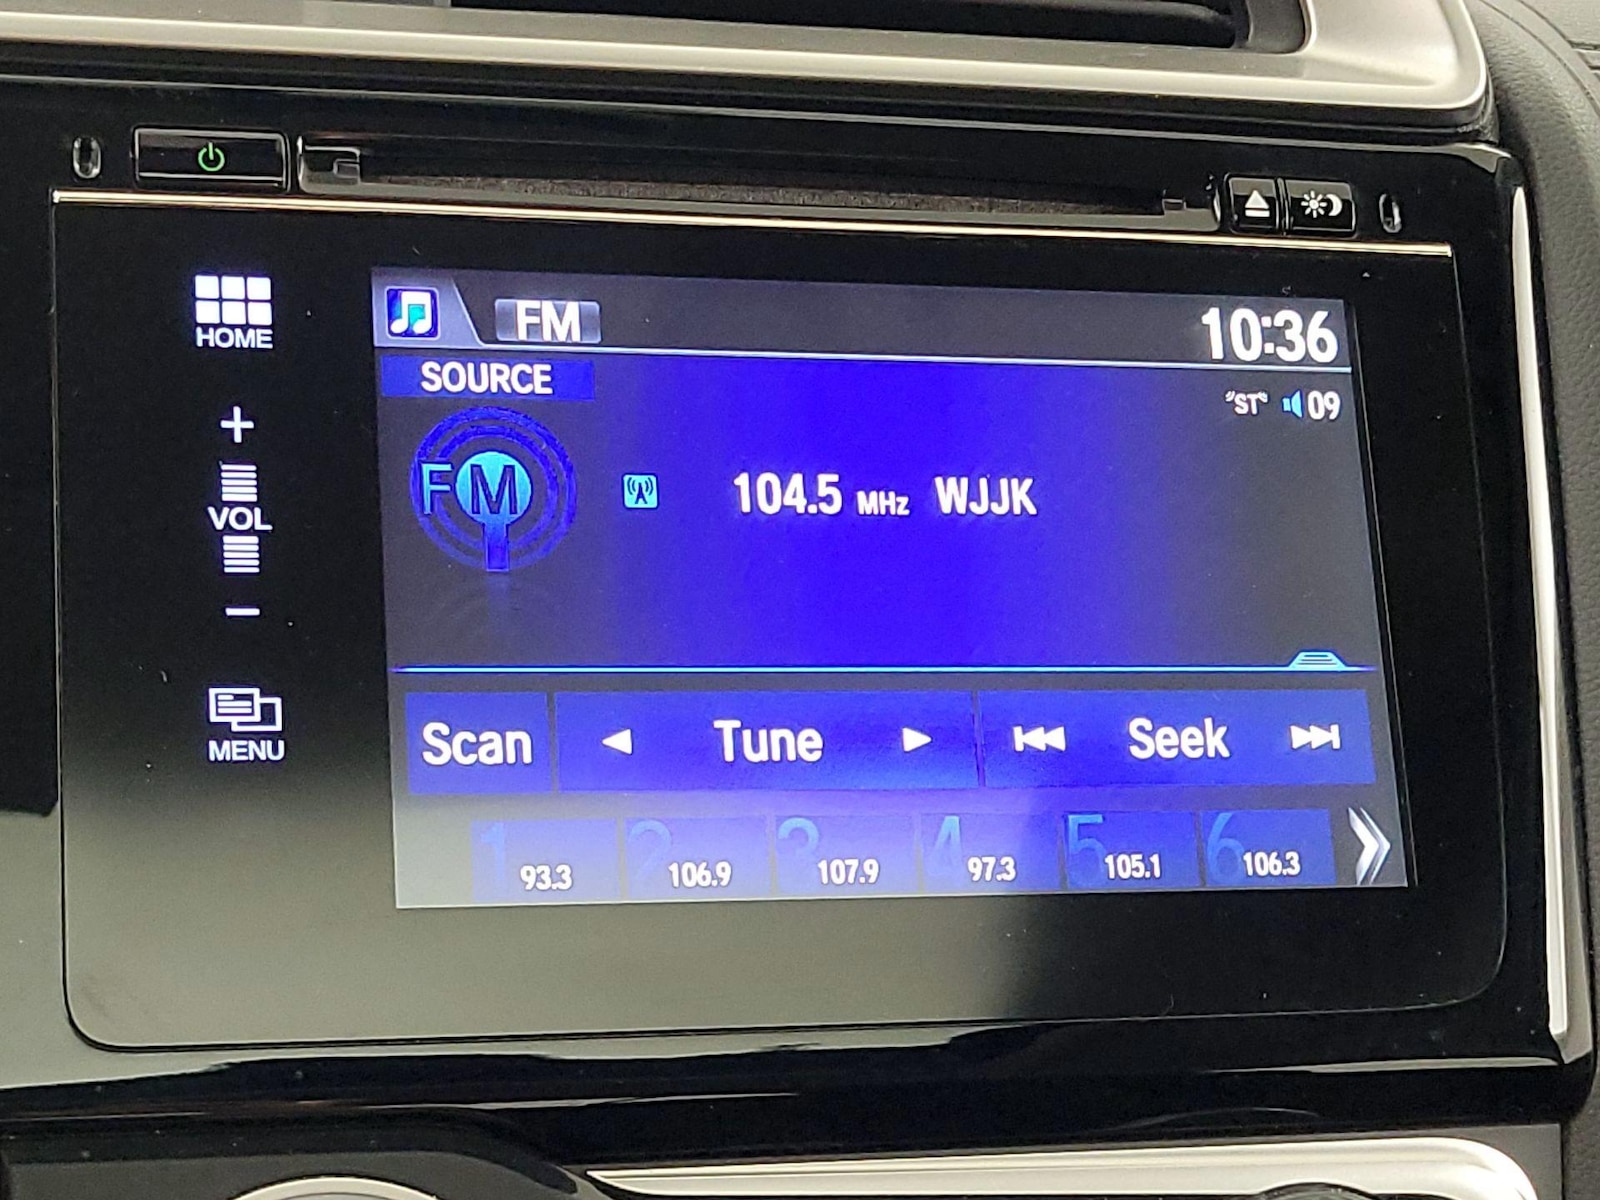 HOME
+
VOL
−
MENU
FM
10:36
SOURCE
"ST" 09
FM
104.5 MHz WJJK
Scan
Tune
Seek
1 93.3
2 106.9
3 107.9
4 97.3
5 105.1
6 106.3